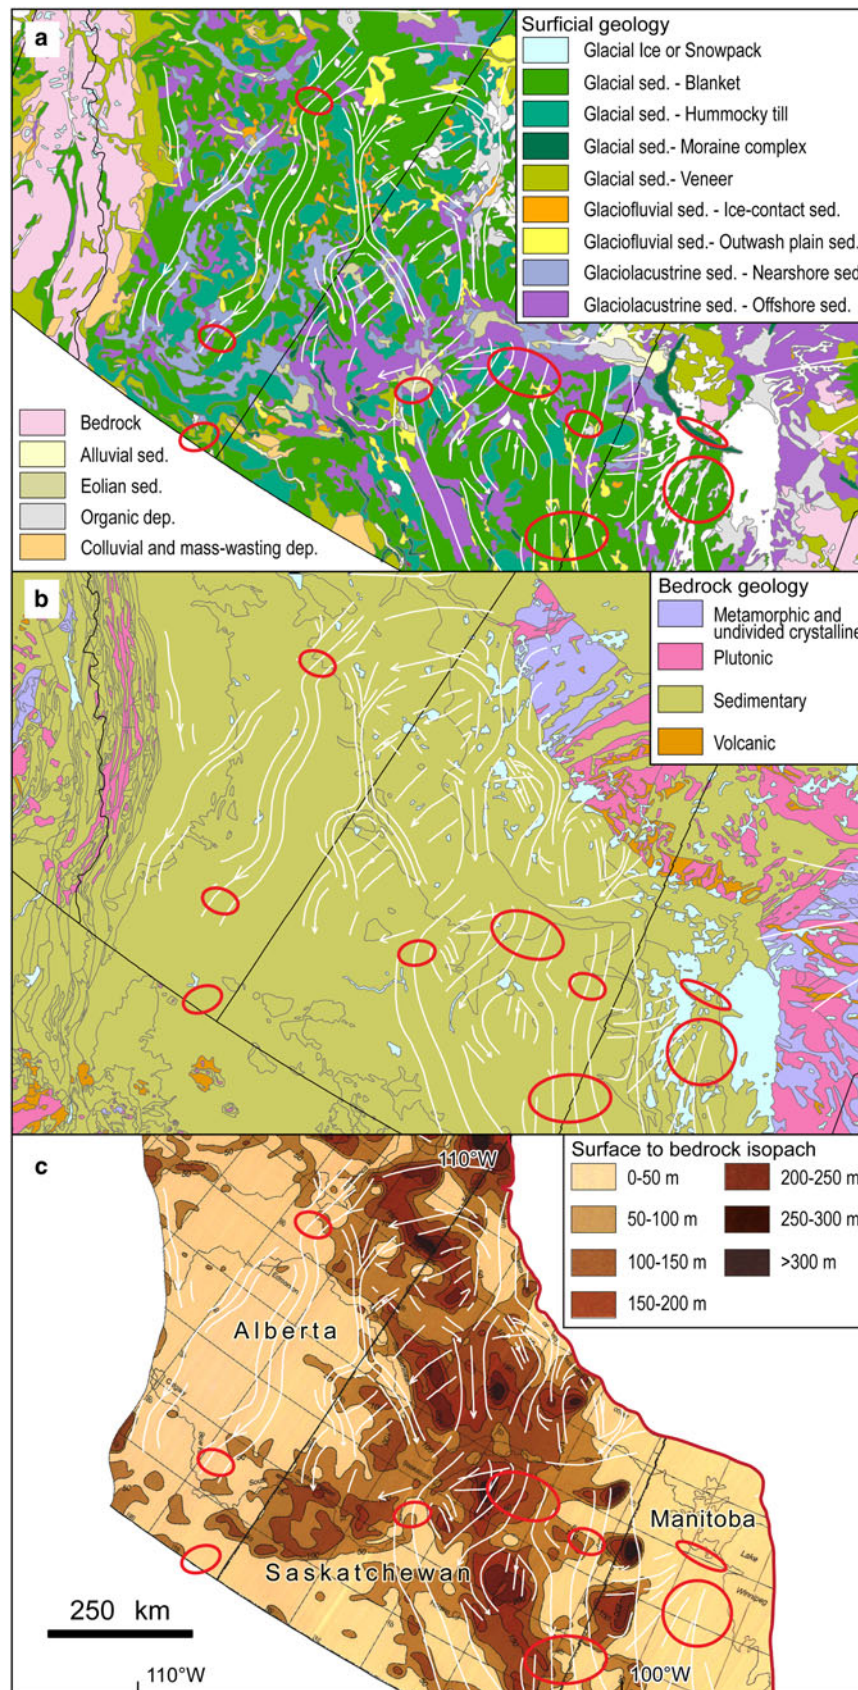 a
Surficial geology
Glacial Ice or Snowpack
Glacial sed. - Blanket
Glacial sed. - Hummocky till
Glacial sed.- Moraine complex
Glacial sed.- Veneer
Glaciofluvial sed. - Ice-contact sed.
Glaciofluvial sed.- Outwash plain sed.
Glaciolacustrine sed. - Nearshore sed
Glaciolacustrine sed. - Offshore sed.
Bedrock
Alluvial sed.
Eolian sed.
Organic dep.
Colluvial and mass-wasting dep.
b
Bedrock geology
Metamorphic and
undivided crystalline
Plutonic
Sedimentary
Volcanic
c
110°W
Surface to bedrock isopach
0-50 m
50-100 m
100-150 m
150-200 m
200-250 m
250-300 m
>300 m
Alberta
Manitoba
Lake
Winnipeg
Saskatchewan
250 km
110°W
100°W